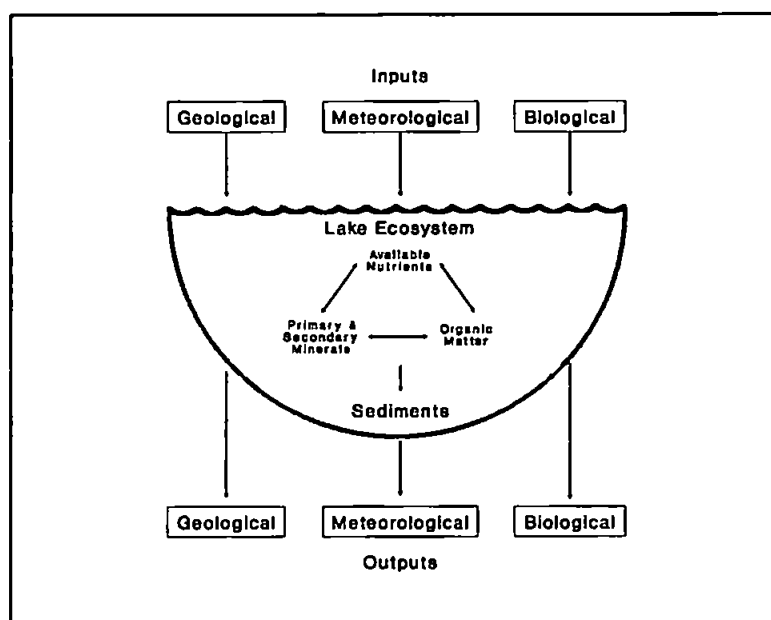 Inputs
Geological
Meteorological
Biological
Lake Ecosystem
Available
Nutrients
Primary &
Secondary
Minerals
Organic
Matter
Sediments
Geological
Meteorological
Biological
Outputs